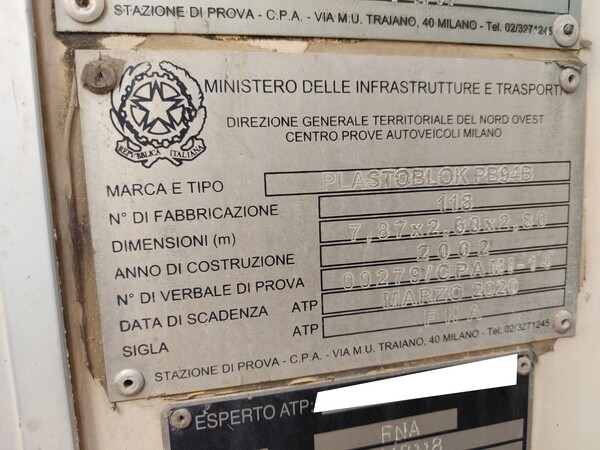 STAZIONE DI PROVA - C.P.A. - VIA M.U. TRAIANO, 40 MILANO - Tel. 02/3271245
MINISTERO DELLE INFRASTRUTTURE E TRASPORTI
DIREZIONE GENERALE TERRITORIALE DEL NORD OVEST
CENTRO PROVE AUTOVEICOLI MILANO
REPVBBLICA ITALIANA
MARCA E TIPO PLASTOBLOK PB94B
N° DI FABBRICAZIONE 118
DIMENSIONI (m) 7,87x2,60x2,80
ANNO DI COSTRUZIONE 2002
N° DI VERBALE DI PROVA 00279/CPAMI-14
DATA DI SCADENZA ATP MARZO 2020
SIGLA ATP FNA
STAZIONE DI PROVA - C.P.A. - VIA M.U. TRAIANO, 40 MILANO - Tel. 02/3271245
ESPERTO ATP:
FNA